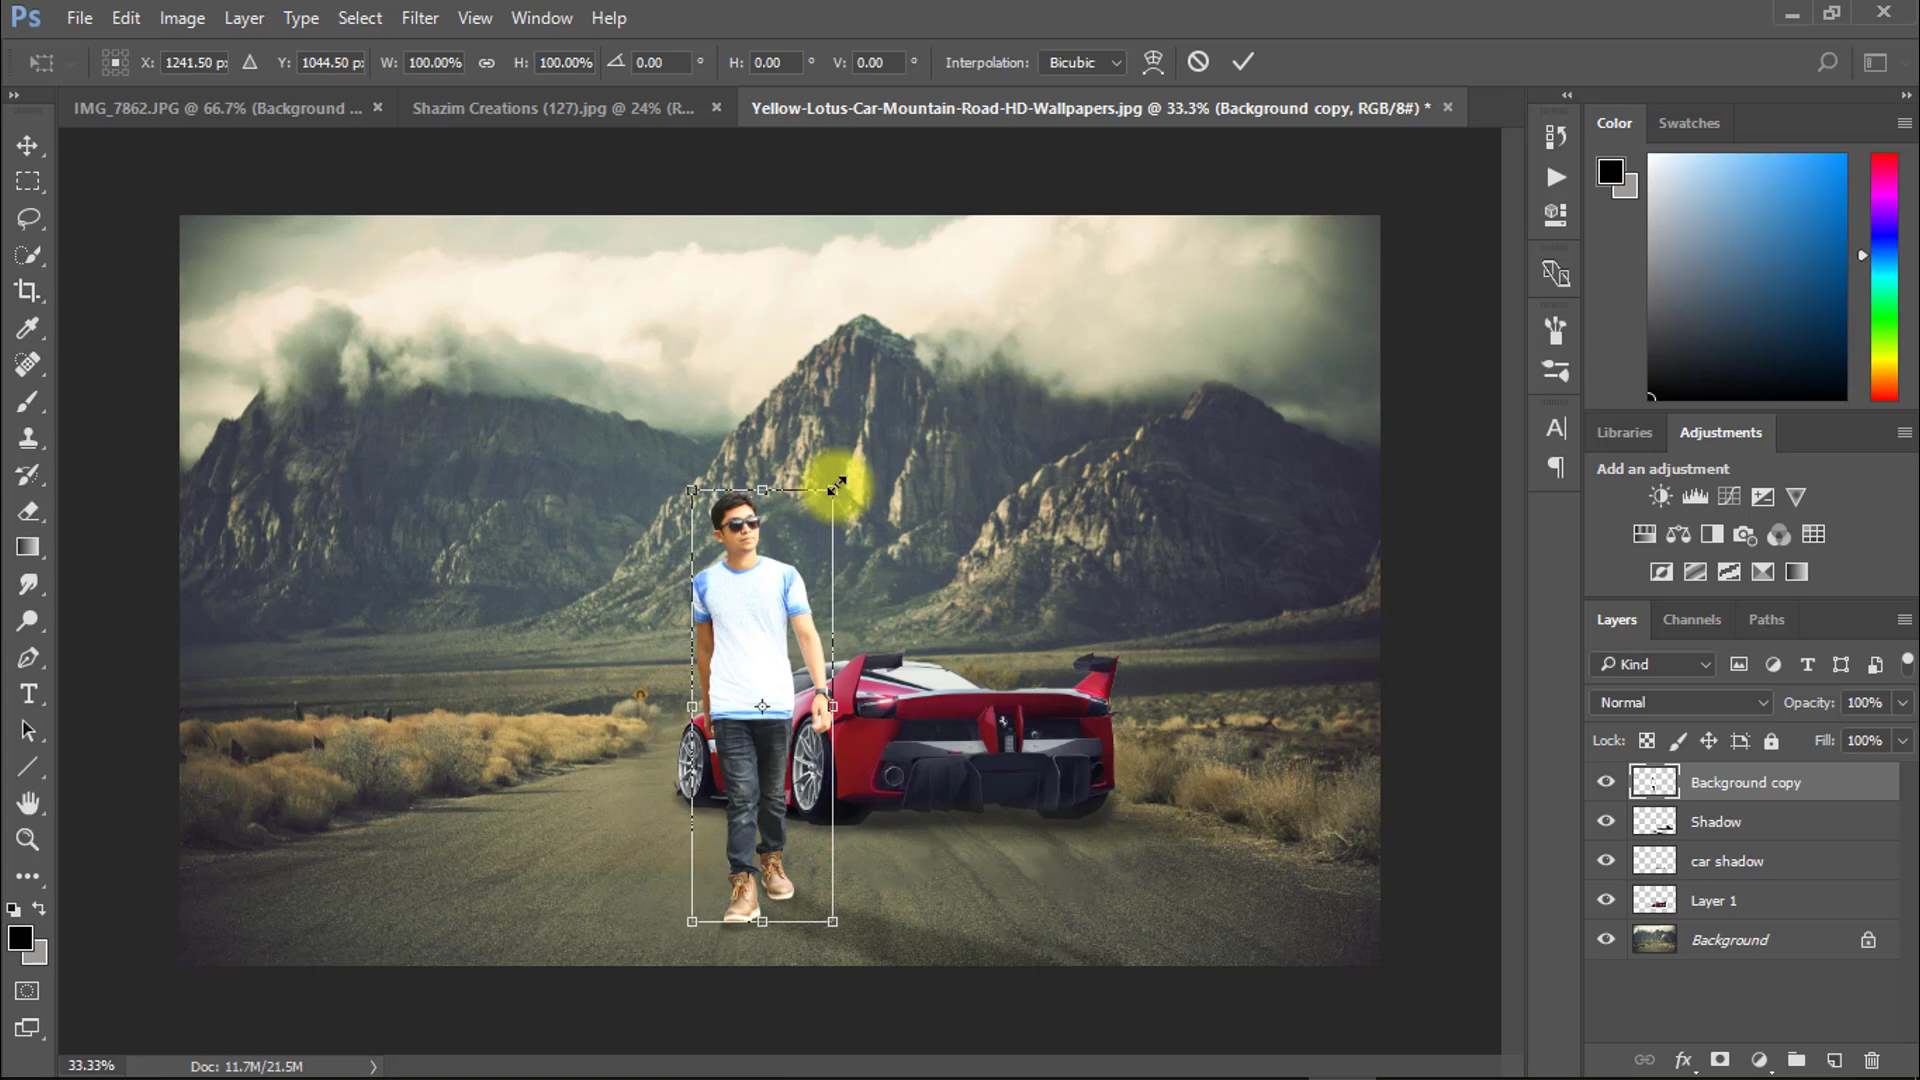 Ps File Edit Image Layer Type Select Filter View Window Help
X: 1241.50 px Y: 1044.50 px W: 100.00% H: 100.00% 0.00 ° H: 0.00 ° V: 0.00 ° Interpolation: Bicubic
IMG_7862.JPG @ 66.7% (Background ... × Shazim Creations (127).jpg @ 24% (R... × Yellow-Lotus-Car-Mountain-Road-HD-Wallpapers.jpg @ 33.3% (Background copy, RGB/8#) * ×
Color Swatches
Libraries Adjustments
Add an adjustment
Layers Channels Paths
Kind
Normal Opacity: 100%
Lock: Fill: 100%
Background copy
Shadow
car shadow
Layer 1
Background
33.33% Doc: 11.7M/21.5M